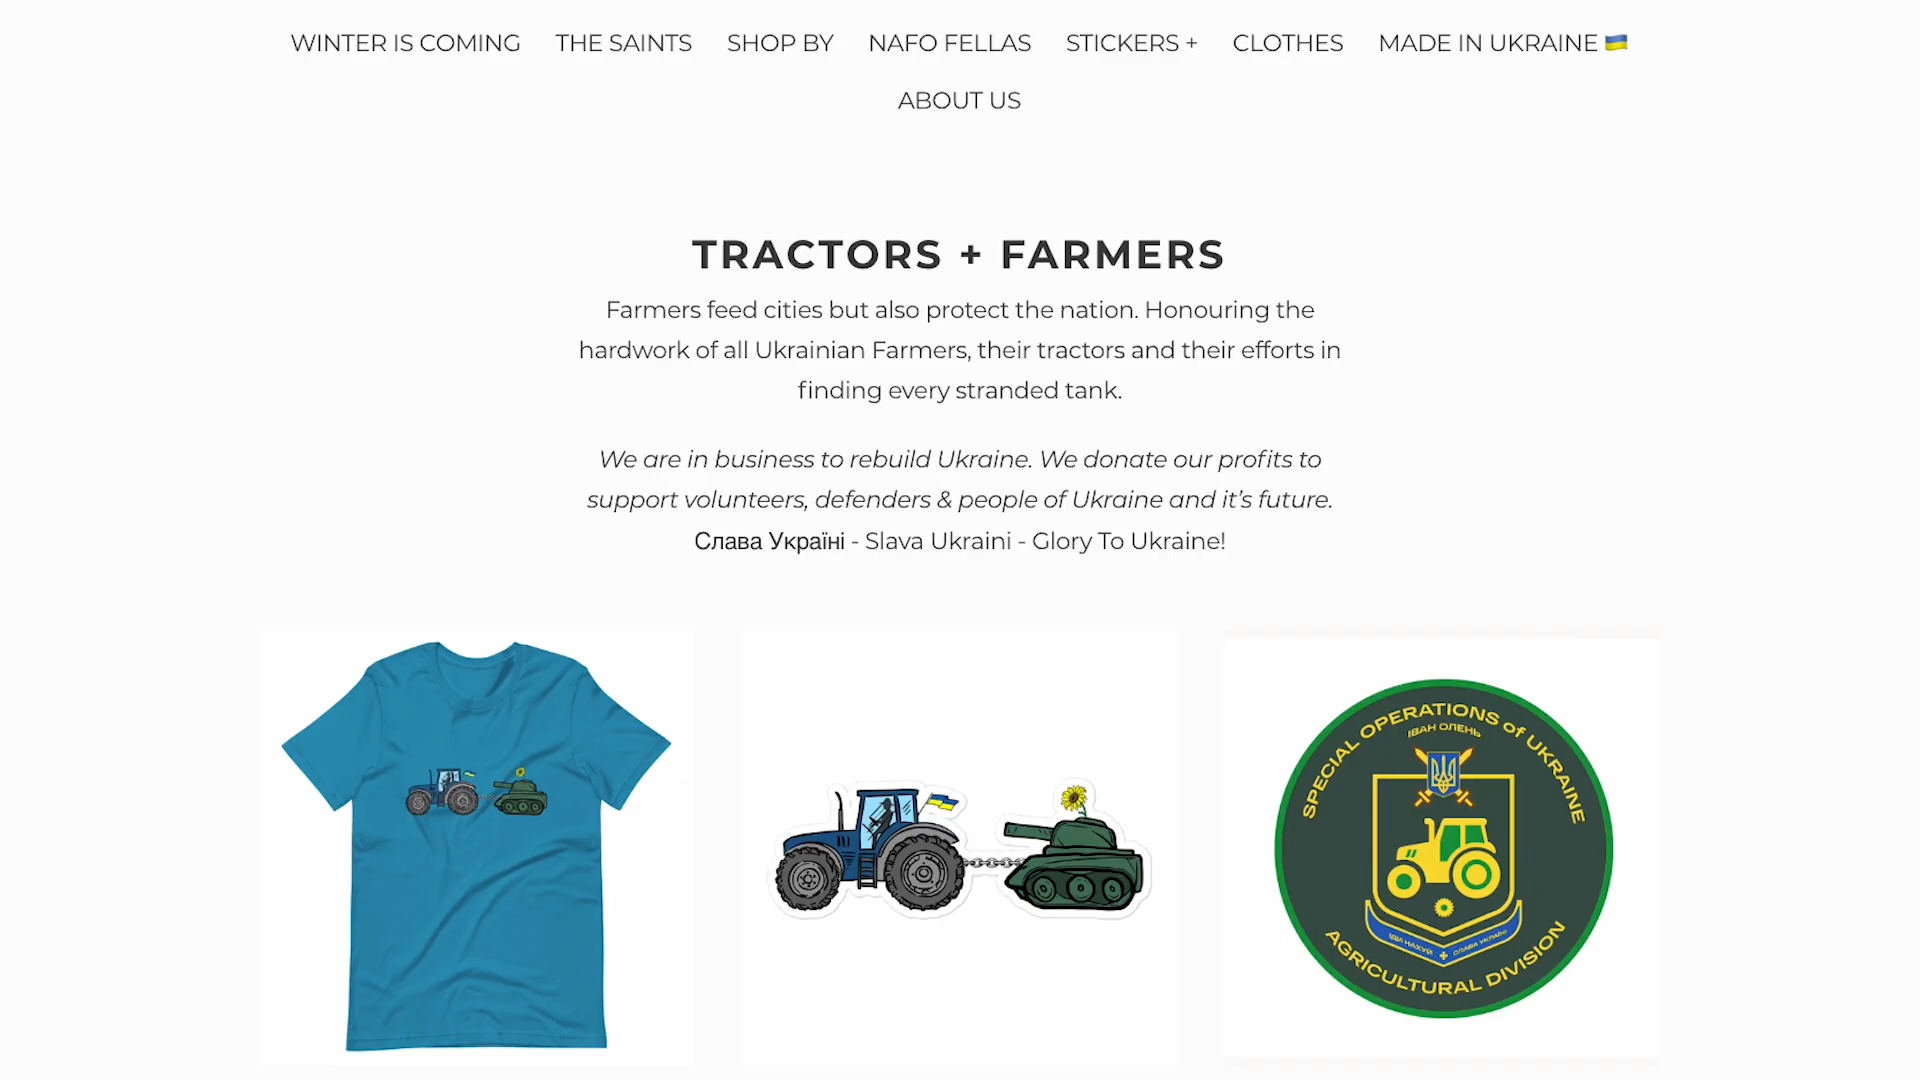 WINTER IS COMING THE SAINTS SHOP BY NAFO FELLAS STICKERS + CLOTHES MADE IN UKRAINE
ABOUT US
TRACTORS + FARMERS
Farmers feed cities but also protect the nation. Honouring the
hardwork of all Ukrainian Farmers, their tractors and their efforts in
finding every stranded tank.
We are in business to rebuild Ukraine. We donate our profits to
support volunteers, defenders & people of Ukraine and it's future.
Слава Україні - Slava Ukraini - Glory To Ukraine!
SPECIAL OPERATIONS of UKRAINE
ІВАН ОЛЕНЬ
ІДИ НАХУЙ + СЛАВА УКРАЇНІ
AGRICULTURAL DIVISION